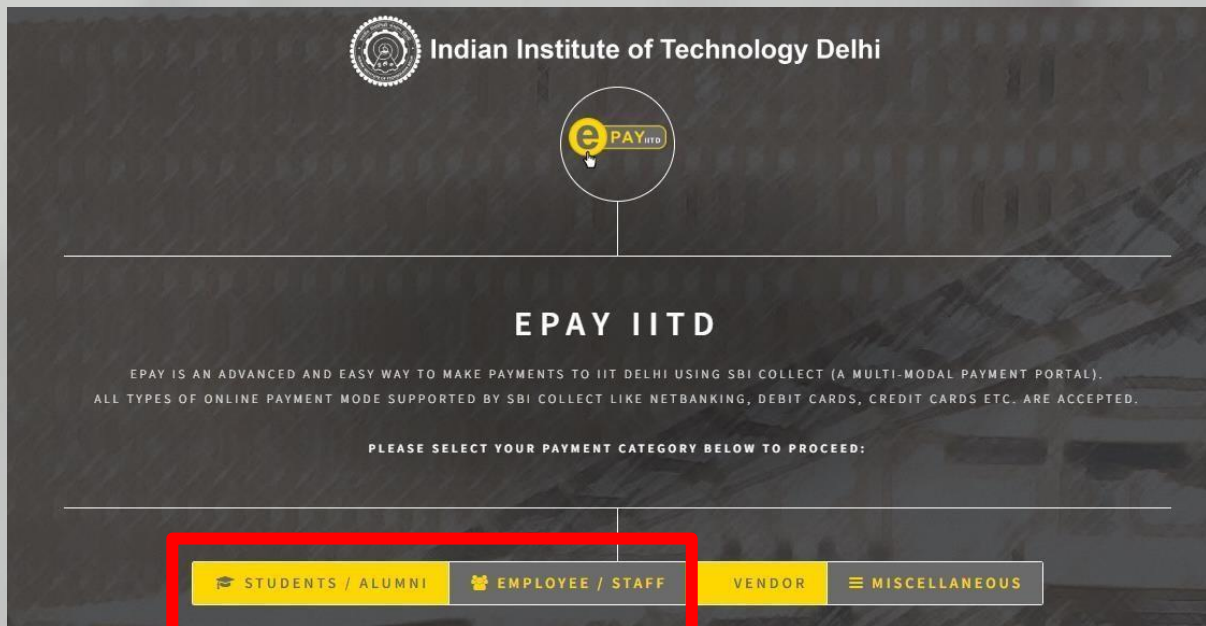 Indian Institute of Technology Delhi
e PAY IITD
EPAY IITD
EPAY IS AN ADVANCED AND EASY WAY TO MAKE PAYMENTS TO IIT DELHI USING SBI COLLECT (A MULTI-MODAL PAYMENT PORTAL).
ALL TYPES OF ONLINE PAYMENT MODE SUPPORTED BY SBI COLLECT LIKE NETBANKING, DEBIT CARDS, CREDIT CARDS ETC. ARE ACCEPTED.
PLEASE SELECT YOUR PAYMENT CATEGORY BELOW TO PROCEED:
STUDENTS / ALUMNI EMPLOYEE / STAFF VENDOR MISCELLANEOUS